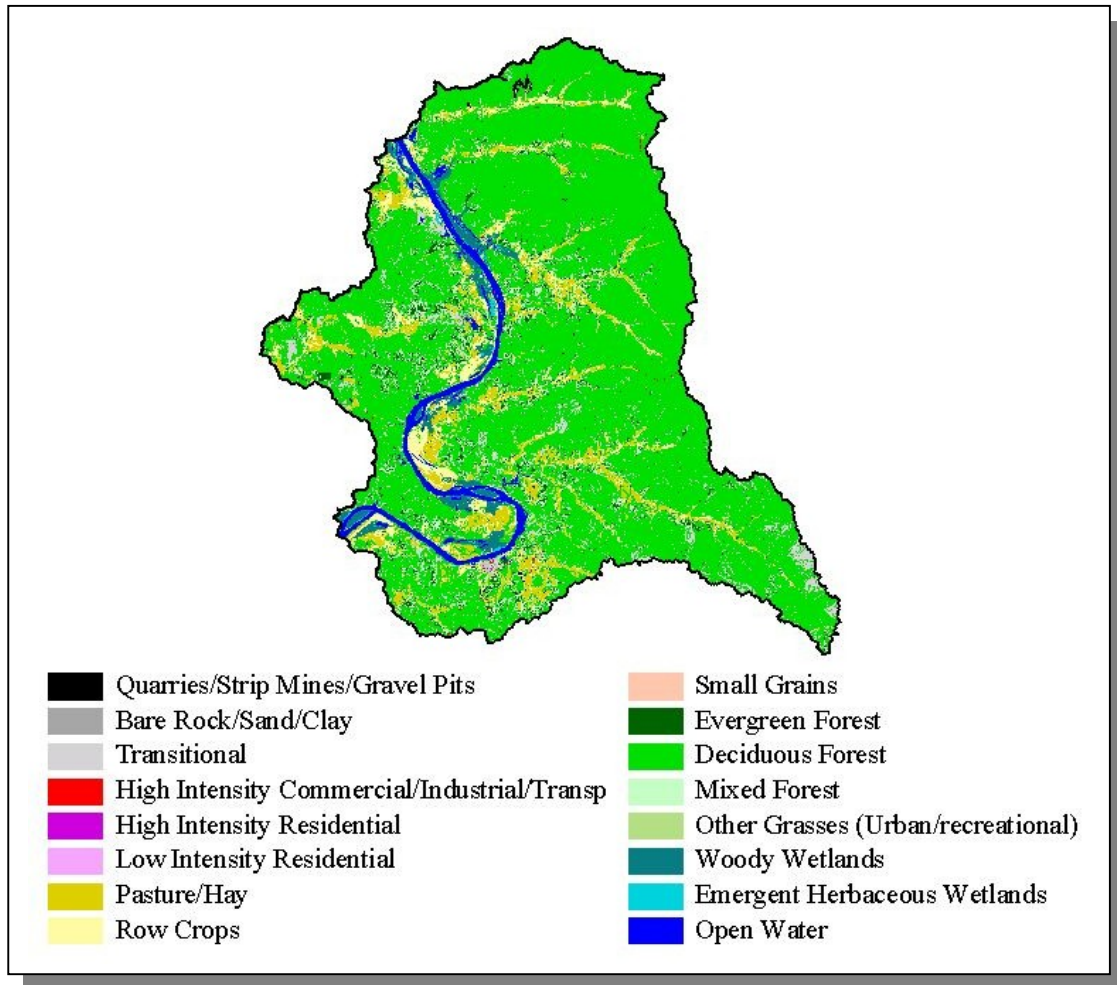 Quarries/Strip Mines/Gravel Pits
Bare Rock/Sand/Clay
Transitional
High Intensity Commercial/Industrial/Transp
High Intensity Residential
Low Intensity Residential
Pasture/Hay
Row Crops
Small Grains
Evergreen Forest
Deciduous Forest
Mixed Forest
Other Grasses (Urban/recreational)
Woody Wetlands
Emergent Herbaceous Wetlands
Open Water